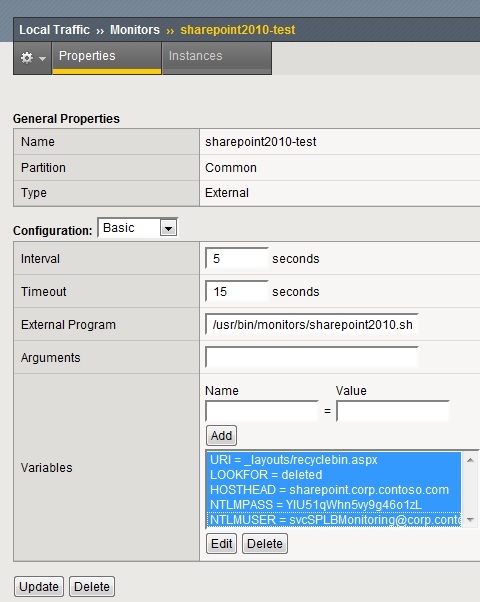 Local Traffic ›› Monitors ›› sharepoint2010-test
Properties
Instances
General Properties
Name sharepoint2010-test
Partition Common
Type External
Configuration: Basic
Interval 5 seconds
Timeout 15 seconds
External Program /usr/bin/monitors/sharepoint2010.sh
Arguments
Name Value
=
Add
Variables
URI = _layouts/recyclebin.aspx
LOOKFOR = deleted
HOSTHEAD = sharepoint.corp.contoso.com
NTLMPASS = YIU51qWhn5vy9g46o1zL
NTLMUSER = svcSPLBMonitoring@corp.conto
Edit Delete
Update Delete